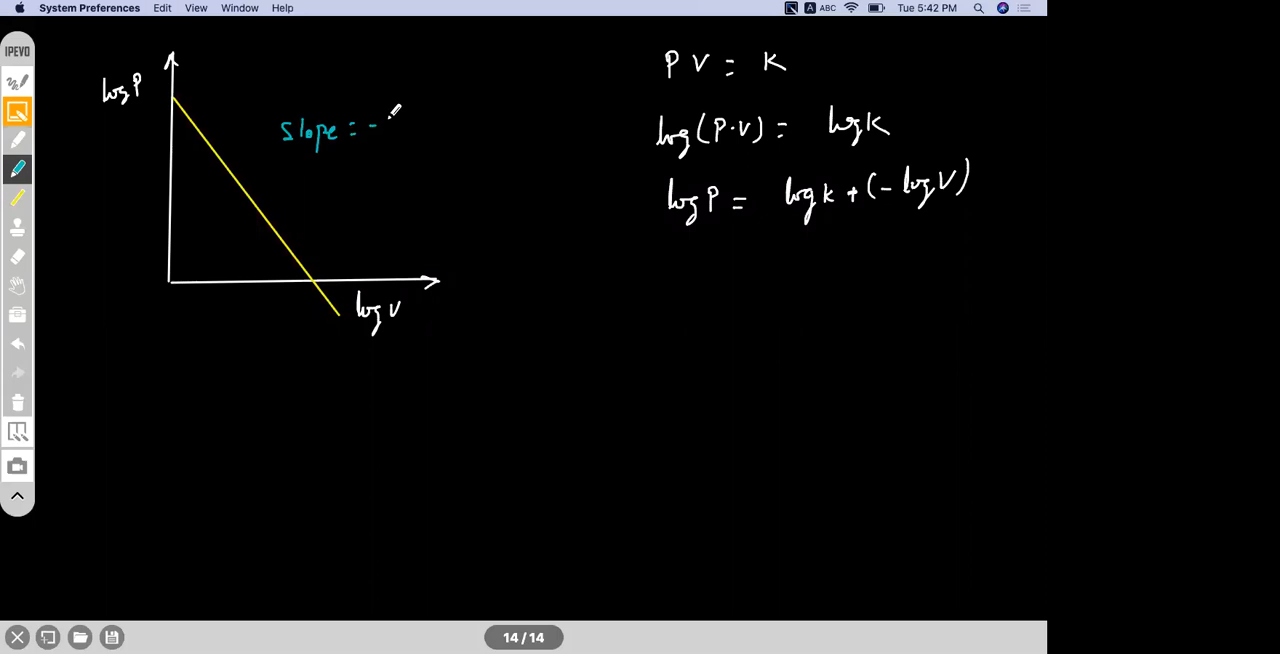 System Preferences Edit View Window Help
A ABC Tue 5:42 PM
IPEVO
log P
slope = -
log V
P V = K
log(P·V) = log K
log P = log K + (- log V)
14 / 14